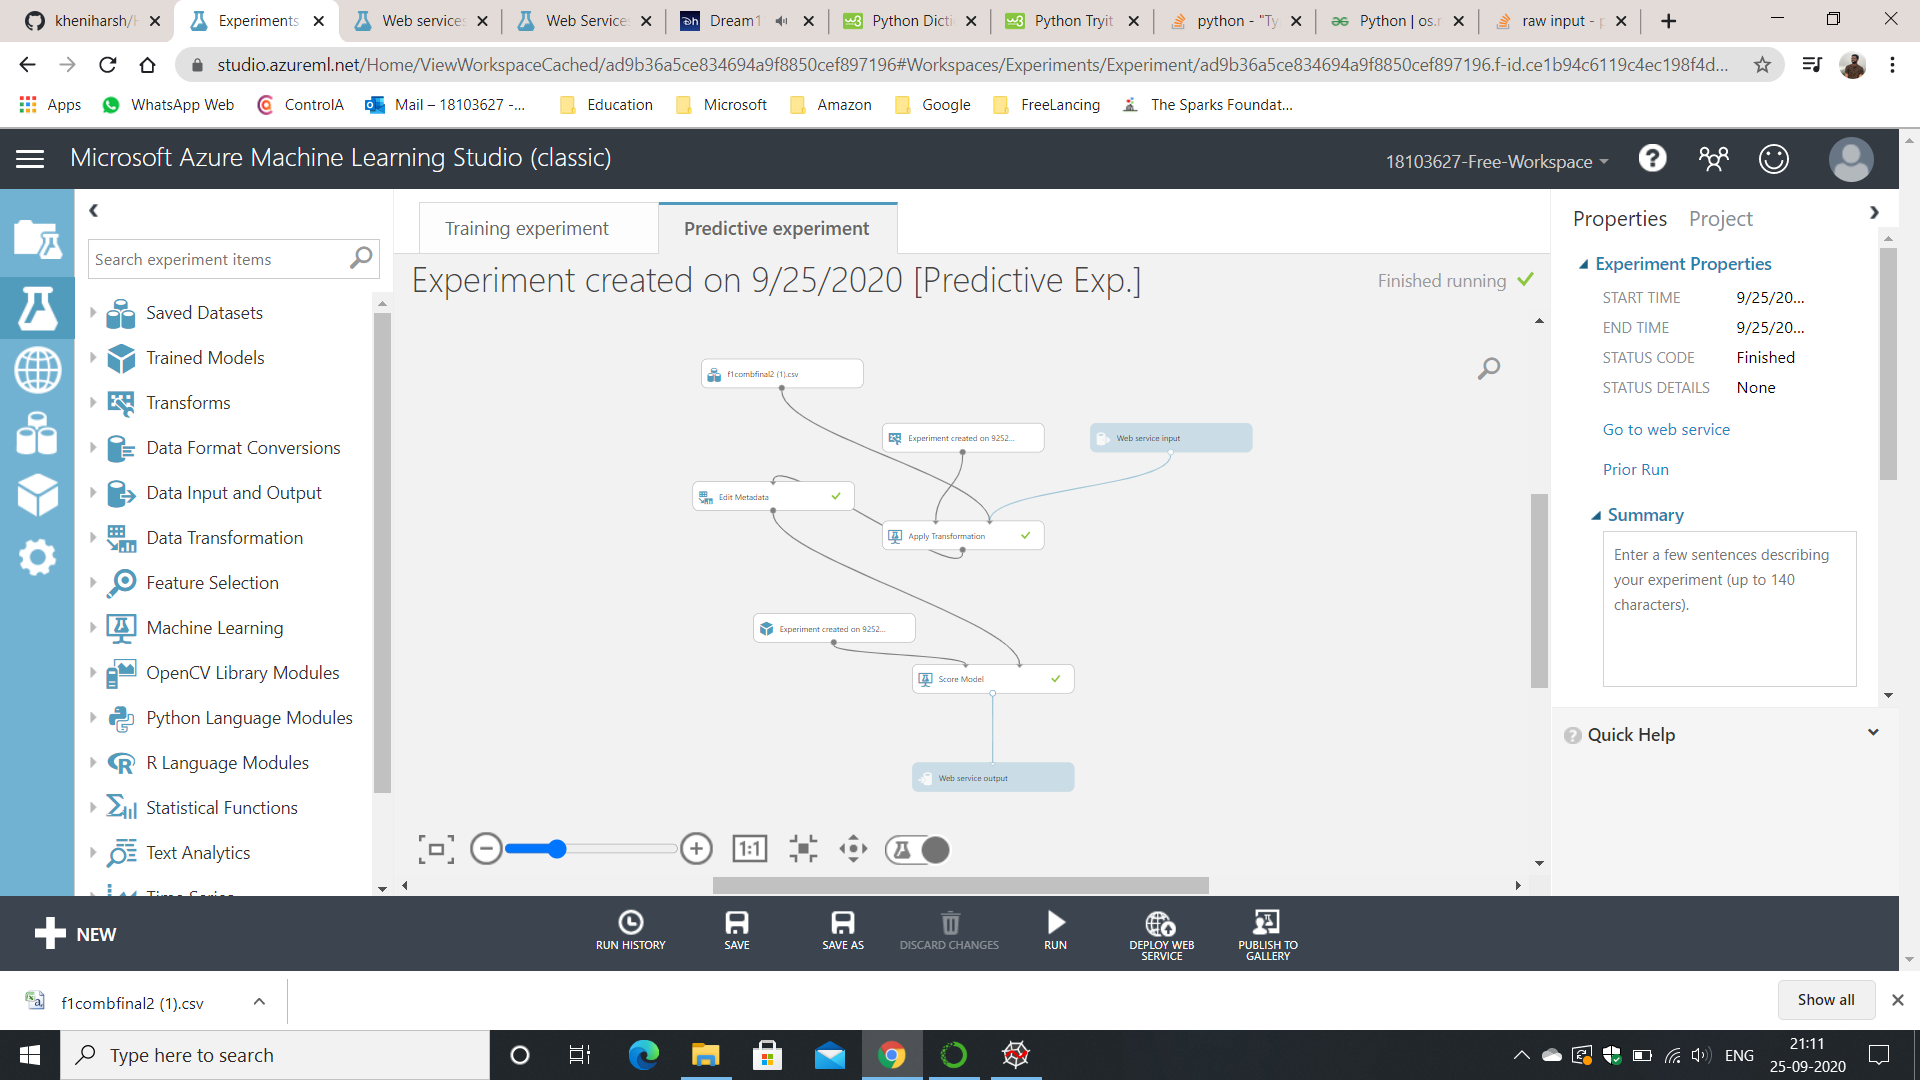 kheniharsh/F
Experiments
Web services
Web Service
Dream1
Python Dicti
Python Tryit
python - "Ty
Python | os.r
raw input - p
studio.azureml.net/Home/ViewWorkspaceCached/ad9b36a5ce834694a9f8850cef897196#Workspaces/Experiments/Experiment/ad9b36a5ce834694a9f8850cef897196.f-id.ce1b94c6119c4ec198f4d...
Apps
WhatsApp Web
ControlA
Mail – 18103627 -...
Education
Microsoft
Amazon
Google
FreeLancing
The Sparks Foundat...
Microsoft Azure Machine Learning Studio (classic)
18103627-Free-Workspace
Search experiment items
Saved Datasets
Trained Models
Transforms
Data Format Conversions
Data Input and Output
Data Transformation
Feature Selection
Machine Learning
OpenCV Library Modules
Python Language Modules
R Language Modules
Statistical Functions
Text Analytics
Time Series
Training experiment
Predictive experiment
Experiment created on 9/25/2020 [Predictive Exp.]
Finished running
f1combfinal2 (1).csv
Experiment created on 9252...
Web service input
Edit Metadata
Apply Transformation
Experiment created on 9252...
Score Model
Web service output
1:1
Properties
Project
Experiment Properties
START TIME 9/25/20...
END TIME 9/25/20...
STATUS CODE Finished
STATUS DETAILS None
Go to web service
Prior Run
Summary
Enter a few sentences describing
your experiment (up to 140
characters).
Quick Help
NEW
RUN HISTORY
SAVE
SAVE AS
DISCARD CHANGES
RUN
DEPLOY WEB
SERVICE
PUBLISH TO
GALLERY
f1combfinal2 (1).csv
Show all
Type here to search
ENG
21:11
25-09-2020